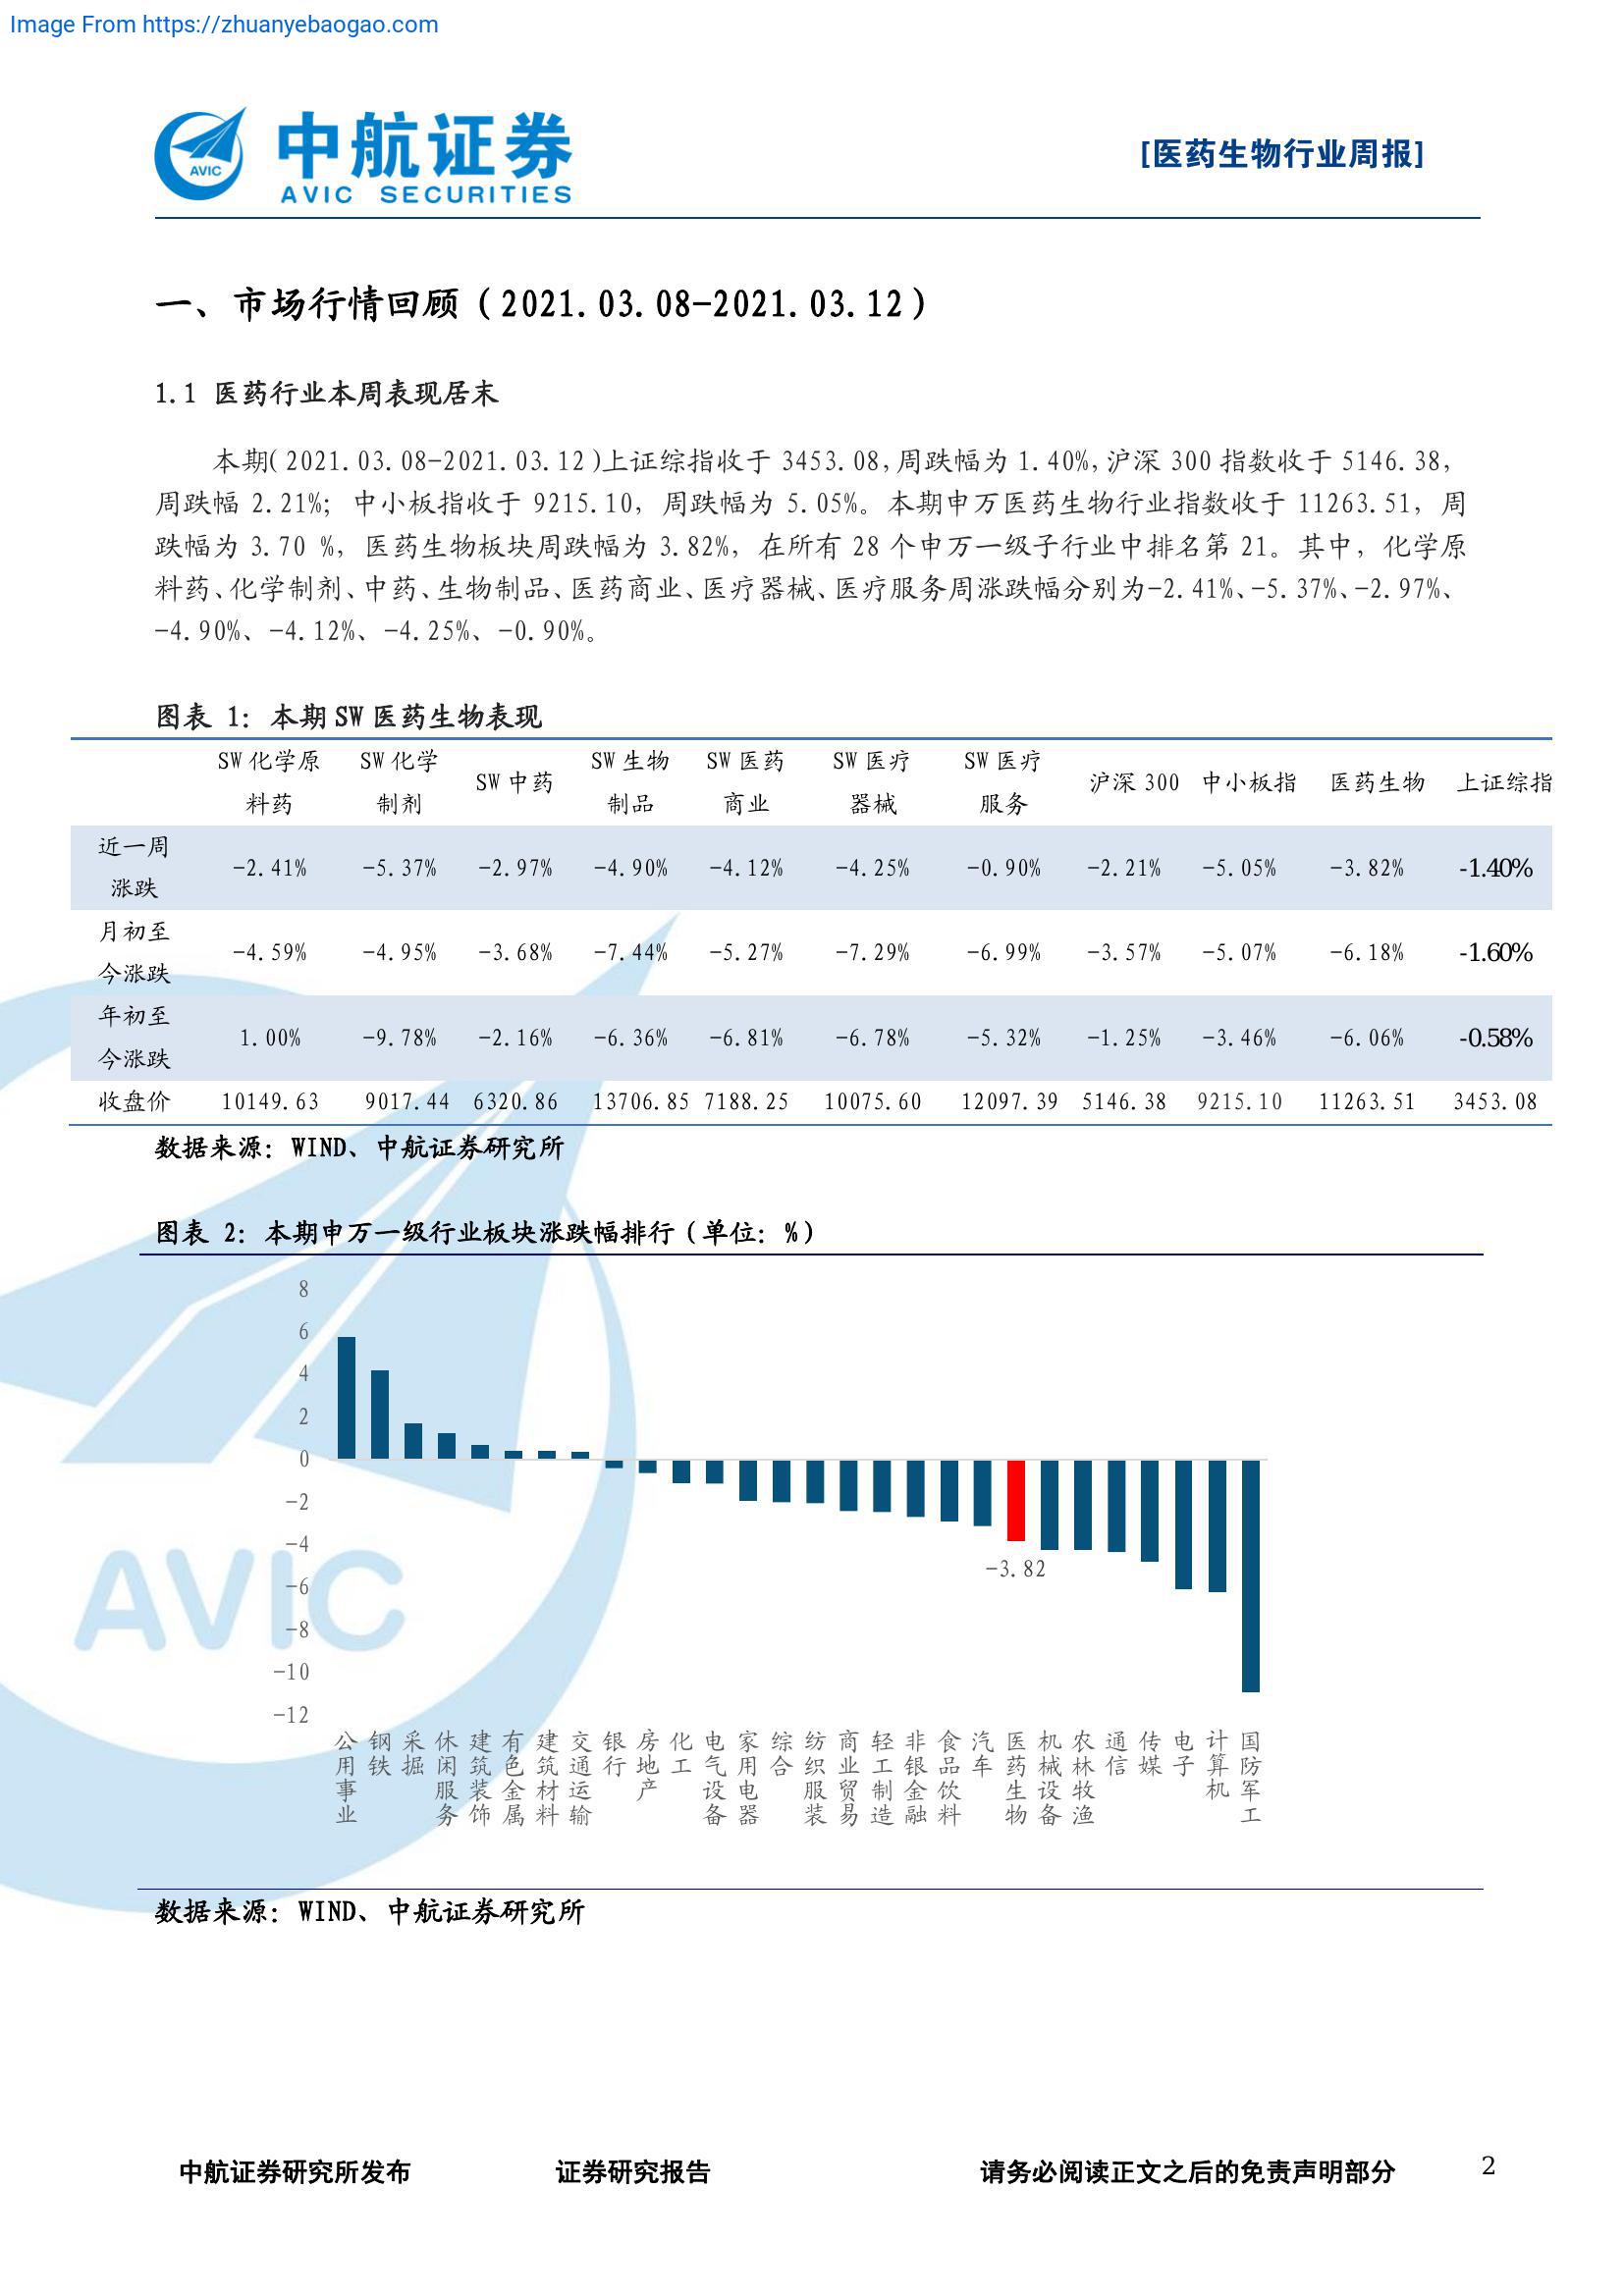 Image From https://zhuanyebaogao.com
AVIC
中航证券
AVIC SECURITIES
[医药生物行业周报]
一、市场行情回顾（2021.03.08-2021.03.12）
1.1 医药行业本周表现居末
本期(2021.03.08-2021.03.12)上证综指收于 3453.08,周跌幅为 1.40%,沪深 300 指数收于 5146.38,
周跌幅 2.21%; 中小板指收于 9215.10, 周跌幅为 5.05%。本期申万医药生物行业指数收于 11263.51, 周
跌幅为 3.70 %, 医药生物板块周跌幅为 3.82%, 在所有 28 个申万一级子行业中排名第 21。其中, 化学原
料药、化学制剂、中药、生物制品、医药商业、医疗器械、医疗服务周涨跌幅分别为-2.41%、-5.37%、-2.97%、
-4.90%、-4.12%、-4.25%、-0.90%。
图表 1: 本期 SW 医药生物表现
SW 化学原料药 SW 化学制剂 SW 中药 SW 生物制品 SW 医药商业 SW 医疗器械 SW 医疗服务 沪深 300 中小板指 医药生物 上证综指
近一周涨跌 -2.41% -5.37% -2.97% -4.90% -4.12% -4.25% -0.90% -2.21% -5.05% -3.82% -1.40%
月初至今涨跌 -4.59% -4.95% -3.68% -7.44% -5.27% -7.29% -6.99% -3.57% -5.07% -6.18% -1.60%
年初至今涨跌 1.00% -9.78% -2.16% -6.36% -6.81% -6.78% -5.32% -1.25% -3.46% -6.06% -0.58%
收盘价 10149.63 9017.44 6320.86 13706.85 7188.25 10075.60 12097.39 5146.38 9215.10 11263.51 3453.08
数据来源: WIND、中航证券研究所
图表 2: 本期申万一级行业板块涨跌幅排行（单位: %）
8
6
4
2
0
-2
-4
-6
-8
-10
-12
-3.82
公用事业 钢铁 采掘 休闲服务 建筑装饰 有色金属 建筑材料 交通运输 银行 房地产 化工 电气设备 家用电器 综合 纺织服装 商业贸易 轻工制造 非银金融 食品饮料 汽车 医药生物 机械设备 农林牧渔 通信 传媒 电子 计算机 国防军工
AVIC
数据来源: WIND、中航证券研究所
中航证券研究所发布 证券研究报告 请务必阅读正文之后的免责声明部分 2